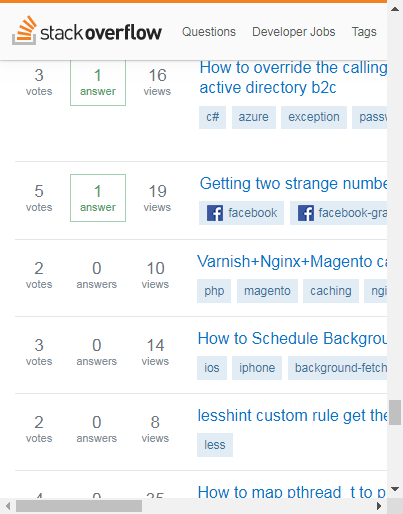 stackoverflow Questions Developer Jobs Tags
3 1 16 How to override the calling
votes answer views active directory b2c
c# azure exception passw
5 1 19 Getting two strange numbe
votes answer views facebook facebook-gra
2 0 10 Varnish+Nginx+Magento ca
votes answers views php magento caching ngi
3 0 14 How to Schedule Backgrou
votes answers views ios iphone background-fetch
2 0 8 lesshint custom rule get the
votes answers views less
4 0 35 How to map pthread_t to p